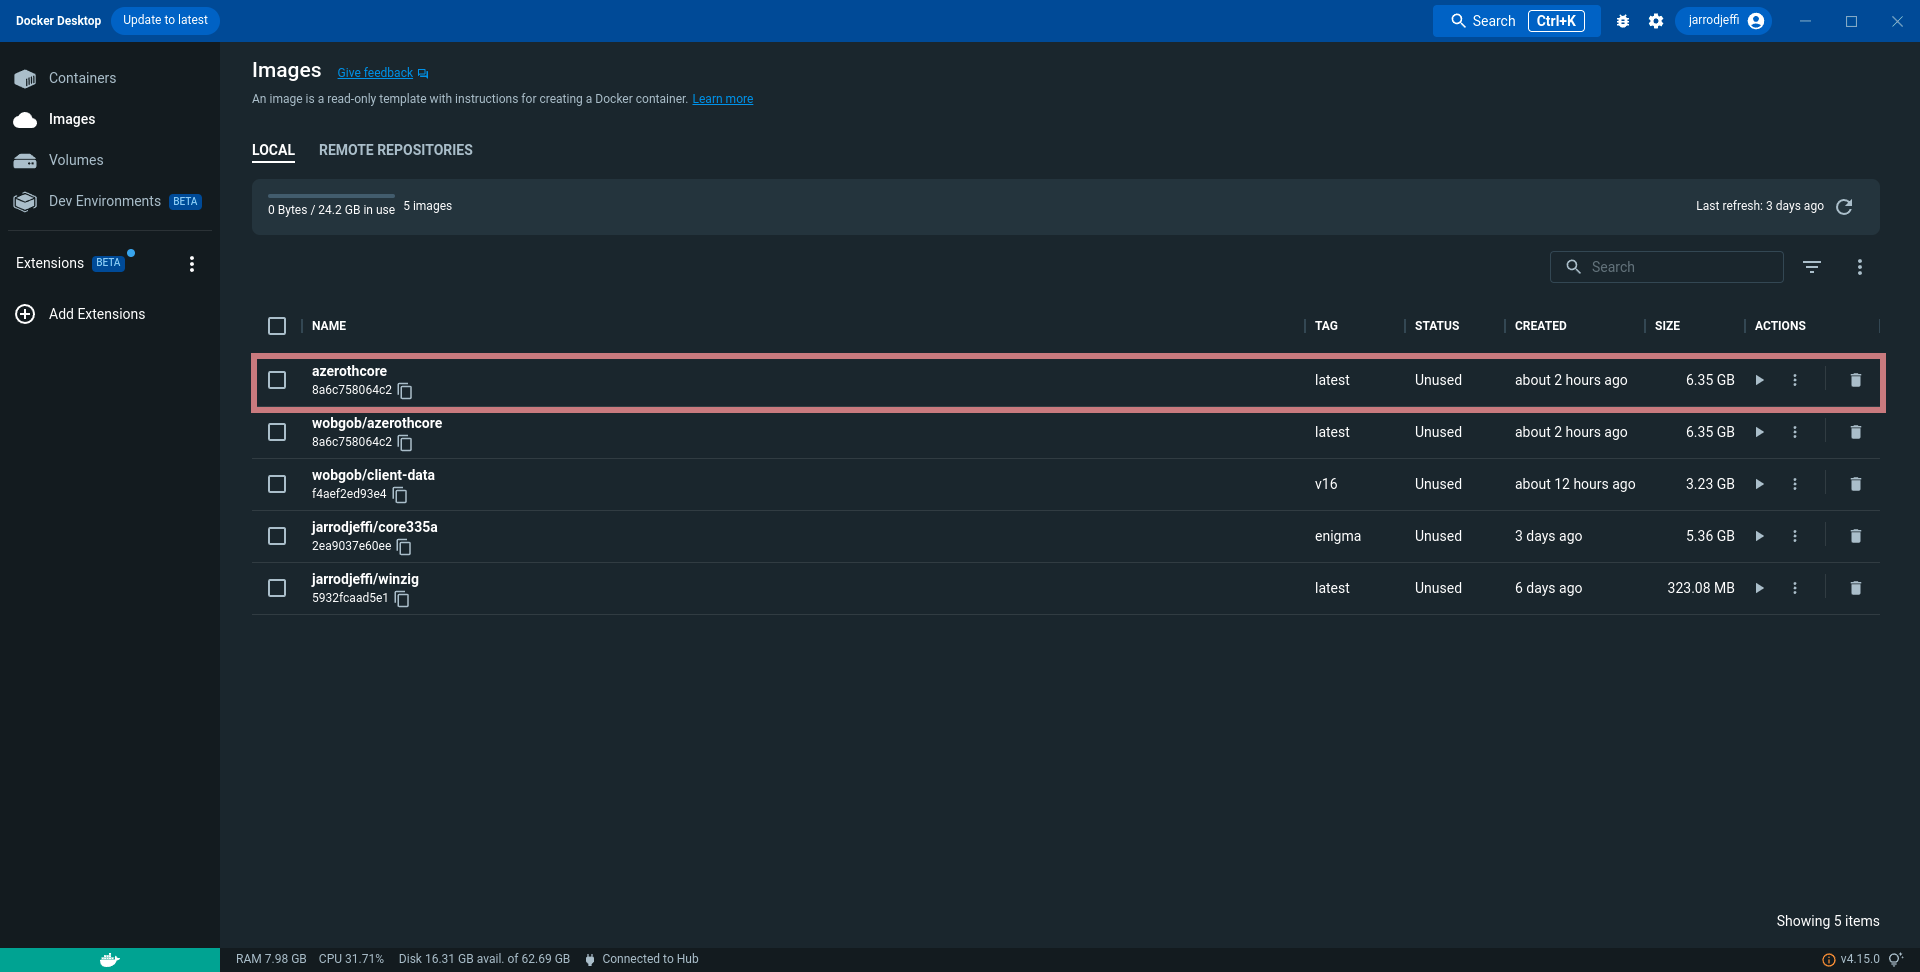 Docker Desktop Update to latest Search Ctrl+K jarrodjeffi
Containers
Images
Volumes
Dev Environments BETA
Extensions BETA
Add Extensions
Images Give feedback
An image is a read-only template with instructions for creating a Docker container. Learn more
LOCAL REMOTE REPOSITORIES
0 Bytes / 24.2 GB in use 5 images Last refresh: 3 days ago
Search
NAME TAG STATUS CREATED SIZE ACTIONS
azerothcore
8a6c758064c2
latest Unused about 2 hours ago 6.35 GB
wobgob/azerothcore
8a6c758064c2
latest Unused about 2 hours ago 6.35 GB
wobgob/client-data
f4aef2ed93e4
v16 Unused about 12 hours ago 3.23 GB
jarrodjeffi/core335a
2ea9037e60ee
enigma Unused 3 days ago 5.36 GB
jarrodjeffi/winzig
5932fcaad5e1
latest Unused 6 days ago 323.08 MB
Showing 5 items
RAM 7.98 GB CPU 31.71% Disk 16.31 GB avail. of 62.69 GB Connected to Hub v4.15.0